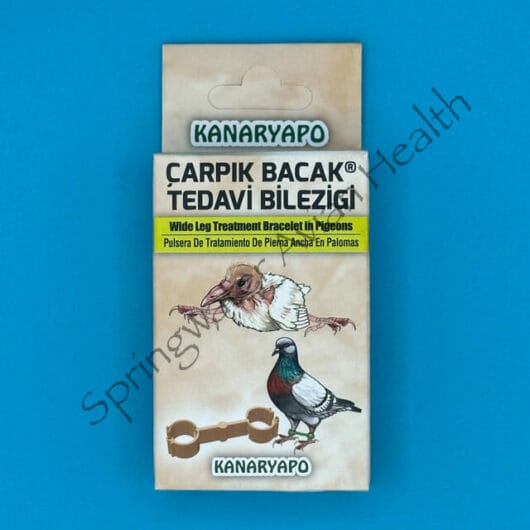 KANARYAPO
ÇARPIK BACAK®
TEDAVİ BİLEZİĞİ
Wide Leg Treatment Bracelet in Pigeons
Pulsera De Tratamiento De Pierna Ancha En Palomas
KANARYAPO
Springwater Avian Health